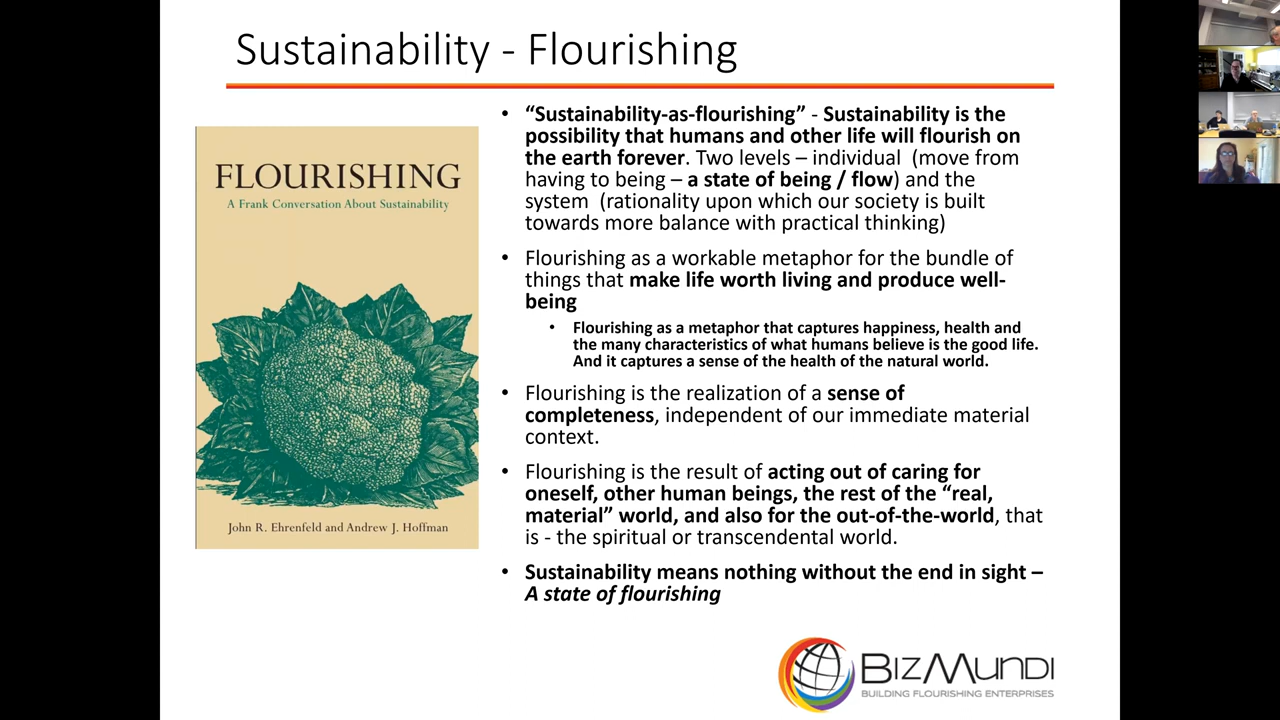 Sustainability - Flourishing
FLOURISHING
A Frank Conversation About Sustainability
John R. Ehrenfeld and Andrew J. Hoffman
• “Sustainability-as-flourishing” - Sustainability is the
possibility that humans and other life will flourish on
the earth forever. Two levels – individual (move from
having to being – a state of being / flow) and the
system (rationality upon which our society is built
towards more balance with practical thinking)
• Flourishing as a workable metaphor for the bundle of
things that make life worth living and produce well-
being
• Flourishing as a metaphor that captures happiness, health and
the many characteristics of what humans believe is the good life.
And it captures a sense of the health of the natural world.
• Flourishing is the realization of a sense of
completeness, independent of our immediate material
context.
• Flourishing is the result of acting out of caring for
oneself, other human beings, the rest of the “real,
material” world, and also for the out-of-the-world, that
is - the spiritual or transcendental world.
• Sustainability means nothing without the end in sight –
A state of flourishing
BIZMUNDI
BUILDING FLOURISHING ENTERPRISES